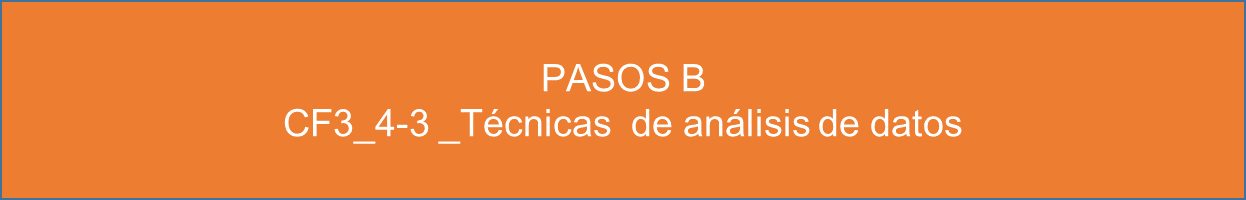 PASOS B
CF3_4-3 _Técnicas  de análisis de datos